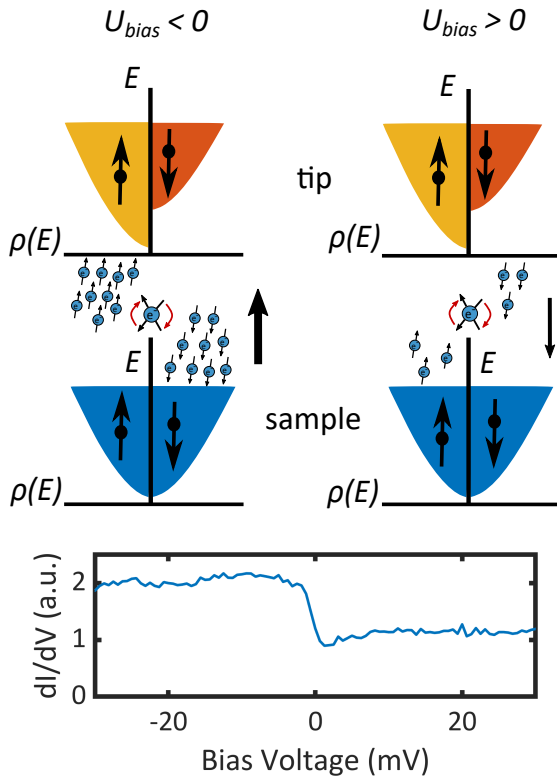 U_bias < 0
U_bias > 0
E
E
tip
ρ(E)
ρ(E)
e e e e
e e e e
e e e
e
e e
e e e
e e e e
e e
e
e
e
e e
E
E
sample
ρ(E)
ρ(E)
dI/dV (a.u.)
2
1
0
-20
0
20
Bias Voltage (mV)